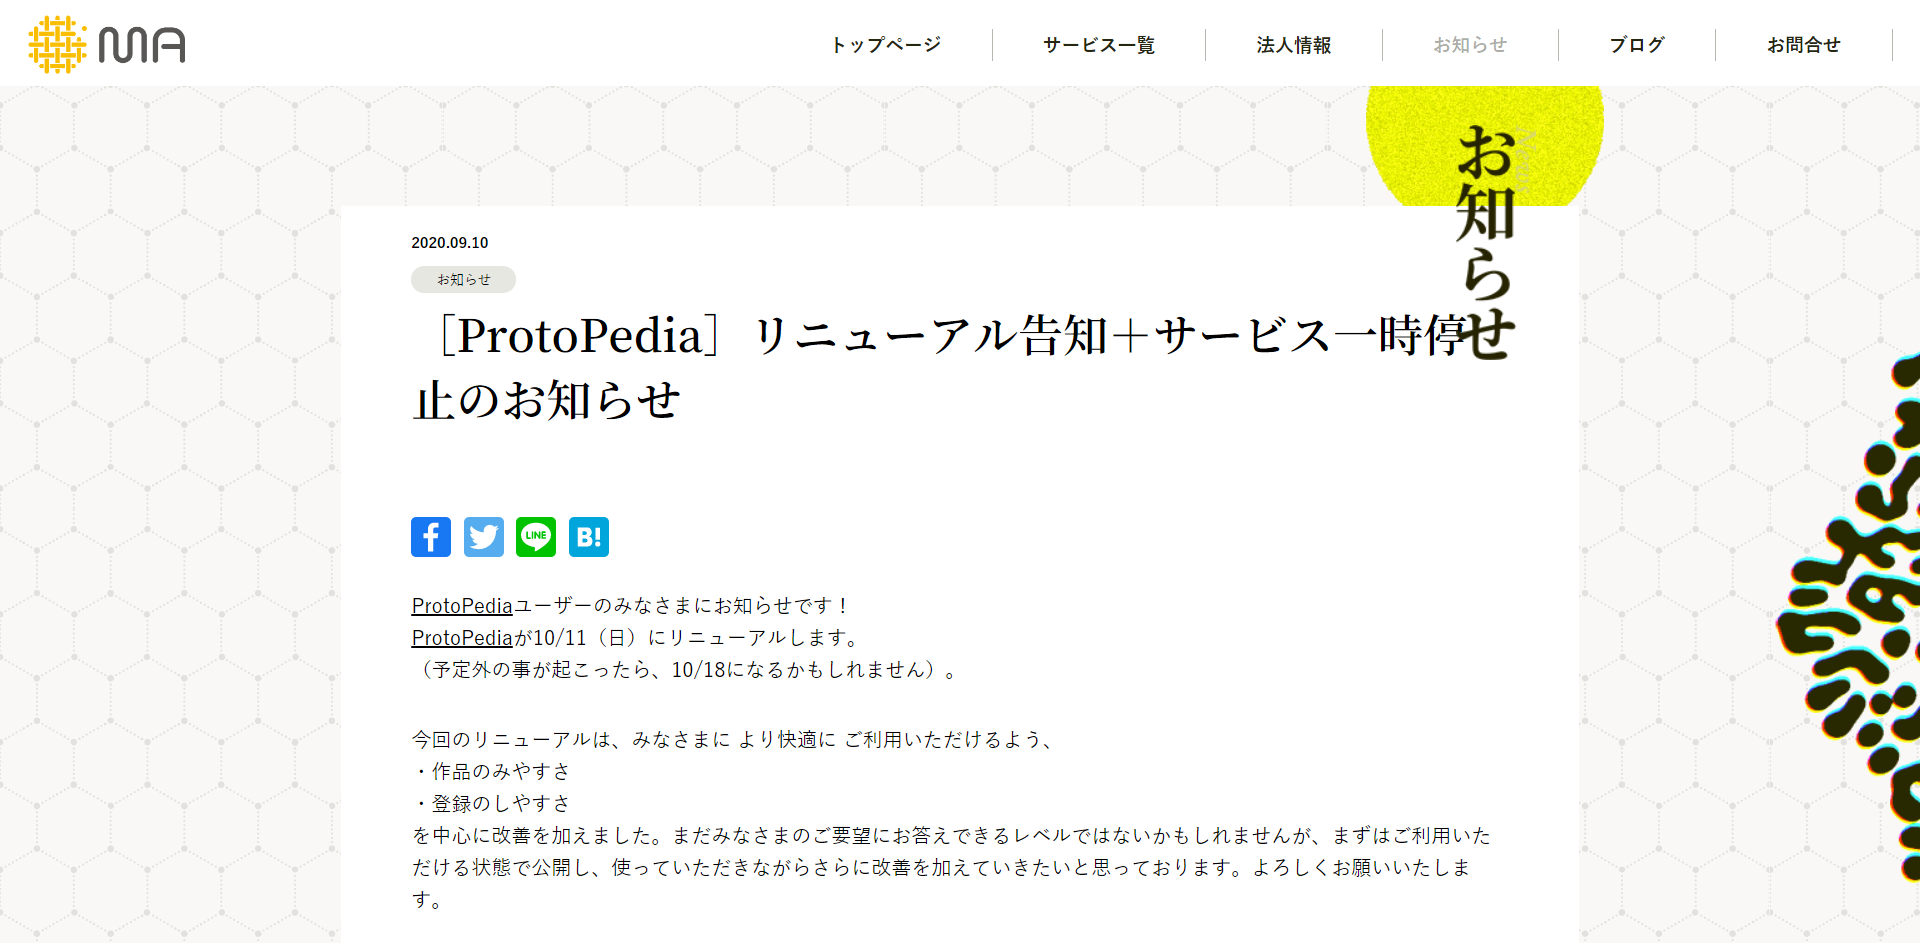 MA
トップページ
サービス一覧
法人情報
お知らせ
ブログ
お問合せ
お知らせ
News
2020.09.10
お知らせ
［ProtoPedia］リニューアル告知＋サービス一時停
止のお知らせ
LINE
B!
ProtoPediaユーザーのみなさまにお知らせです！
ProtoPediaが10/11（日）にリニューアルします。
（予定外の事が起こったら、10/18になるかもしれません）。
今回のリニューアルは、みなさまに より快適に ご利用いただけるよう、
・作品のみやすさ
・登録のしやすさ
を中心に改善を加えました。まだみなさまのご要望にお答えできるレベルではないかもしれませんが、まずはご利用いた
だける状態で公開し、使っていただきながらさらに改善を加えていきたいと思っております。よろしくお願いいたしま
す。